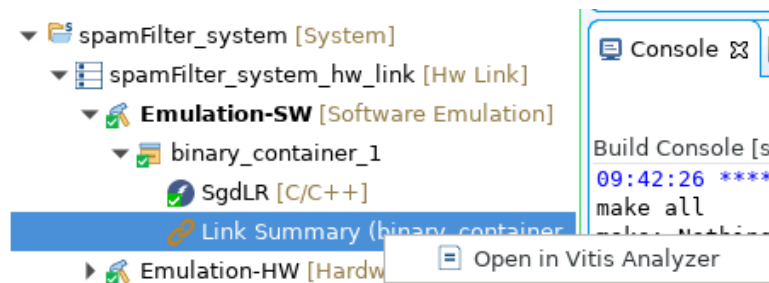 spamFilter_system [System]
Console
spamFilter_system_hw_link [Hw Link]
Emulation-SW [Software Emulation]
binary_container_1
Build Console [s
09:42:26 ****
SgdLR [C/C++]
make all
Link Summary (binary_container
make: Nothing
Open in Vitis Analyzer
Emulation-HW [Hardw